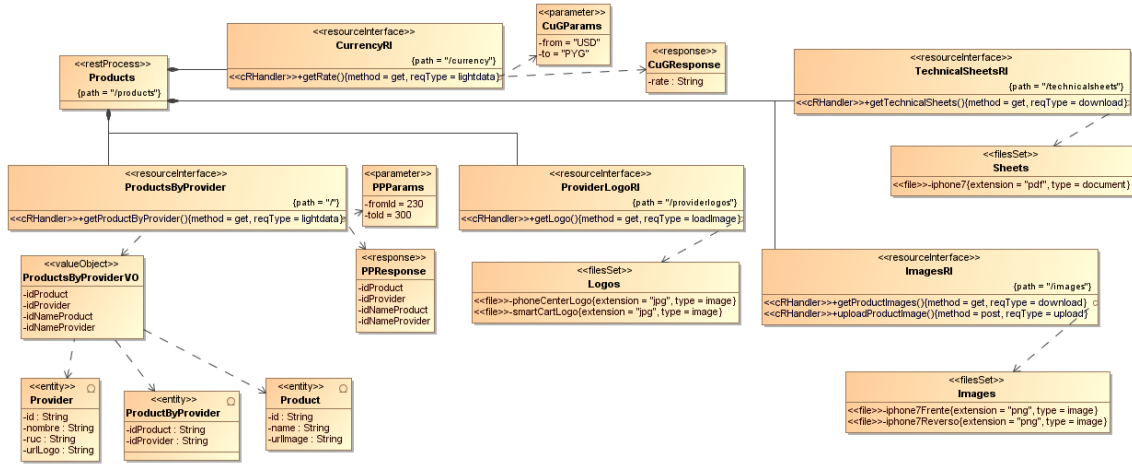 <<restProcess>>
Products
{path = "/products"}
<<resourceInterface>>
CurrencyRI
{path = "/currency"}
<<cRHandler>>+getRate(){method = get, reqType = lightdata}
<<parameter>>
CuGParams
-from = "USD"
-to = "PYG"
<<response>>
CuGResponse
-rate : String
<<resourceInterface>>
TechnicalSheetsRI
{path = "/technicalsheets"}
<<cRHandler>>+getTechnicalSheets(){method = get, reqType = download}
<<filesSet>>
Sheets
<<file>>-iphone7{extension = "pdf", type = document}
<<resourceInterface>>
ProductsByProvider
{path = "/"}
<<cRHandler>>+getProductByProvider(){method = get, reqType = lightdata}
<<parameter>>
PPParams
-fromId = 230
-toId = 300
<<response>>
PPResponse
-idProduct
-idProvider
-idNameProduct
-idNameProvider
<<resourceInterface>>
ProviderLogoRI
{path = "/providerlogos"}
<<cRHandler>>+getLogo(){method = get, reqType = loadImage}
<<filesSet>>
Logos
<<file>>-phoneCenterLogo{extension = "jpg", type = image}
<<file>>-smartCartLogo{extension = "jpg", type = image}
<<resourceInterface>>
ImagesRI
{path = "/images"}
<<cRHandler>>+getProductImages(){method = get, reqType = download}
<<cRHandler>>+uploadProductImage(){method = post, reqType = upload}
<<filesSet>>
Images
<<file>>-iphone7Frente{extension = "png", type = image}
<<file>>-iphone7Reverso{extension = "png", type = image}
<<valueObject>>
ProductsByProviderVO
-idProduct
-idProvider
-idNameProduct
-idNameProvider
<<entity>>
Provider
-id : String
-nombre : String
-ruc : String
-urlLogo : String
<<entity>>
ProductByProvider
-idProduct : String
-idProvider : String
<<entity>>
Product
-id : String
-name : String
-urlImage : String